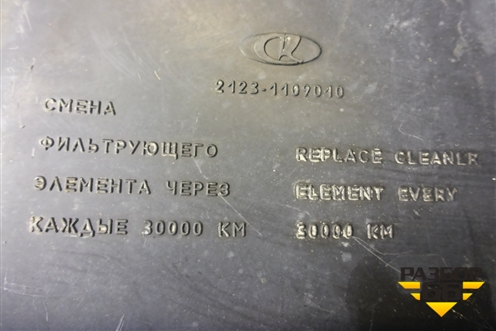 2123-1109010
СМЕНА
ФИЛЬТРУЮЩЕГО REPLACE CLEANER
ЭЛЕМЕНТА ЧЕРЕЗ ELEMENT EVERY
КАЖДЫЕ 30000 КМ 30000 KM